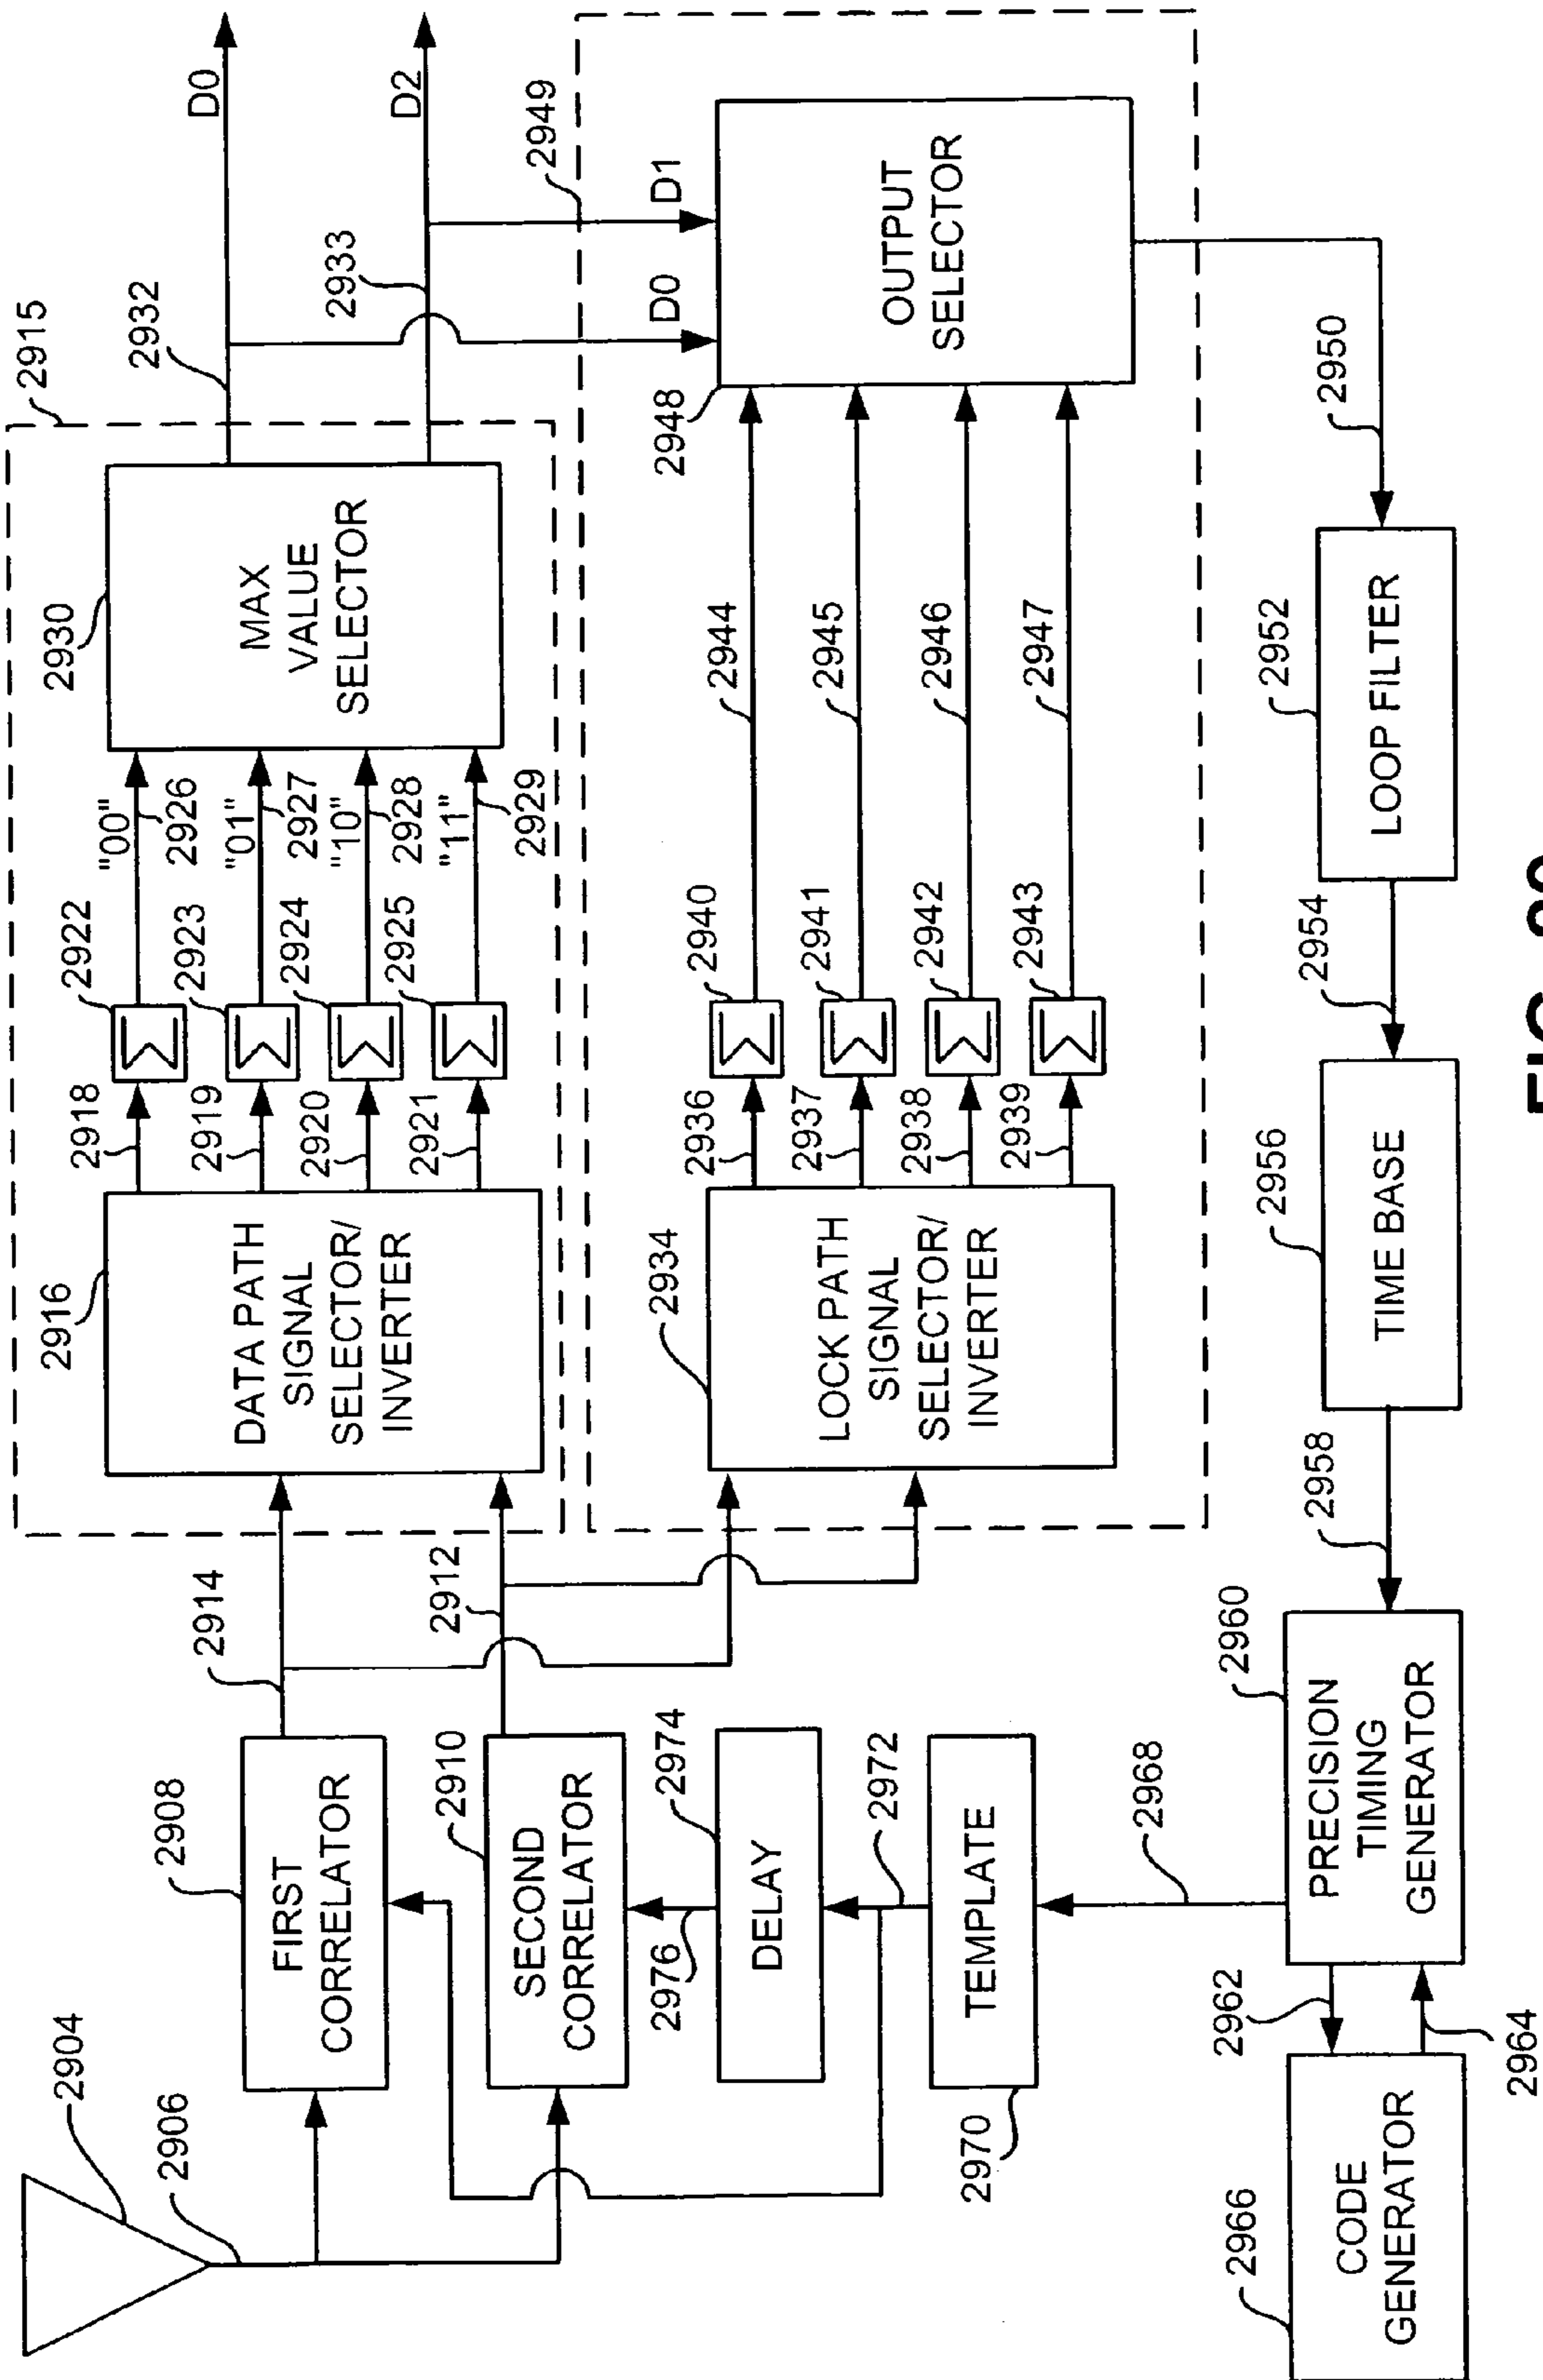 2904
2906
2908
FIRST
CORRELATOR
2914
2910
SECOND
CORRELATOR
2912
2974
DELAY
2976
2972
TEMPLATE
2970
2968
2915
2916
DATA PATH
SIGNAL
SELECTOR/
INVERTER
2918
2919
2920
2921
2922
2923
2924
2925
"00"
2926
"01"
2927
"10"
2928
"11"
2929
2930
MAX
VALUE
SELECTOR
2932
2933
D0
D2
D0
D1
2949
2934
LOCK PATH
SIGNAL
SELECTOR/
INVERTER
2936
2937
2938
2939
2940
2941
2942
2943
2944
2945
2946
2947
2948
OUTPUT
SELECTOR
2950
2952
LOOP FILTER
2954
2956
TIME BASE
2958
2960
PRECISION
TIMING
GENERATOR
2962
2964
2966
CODE
GENERATOR